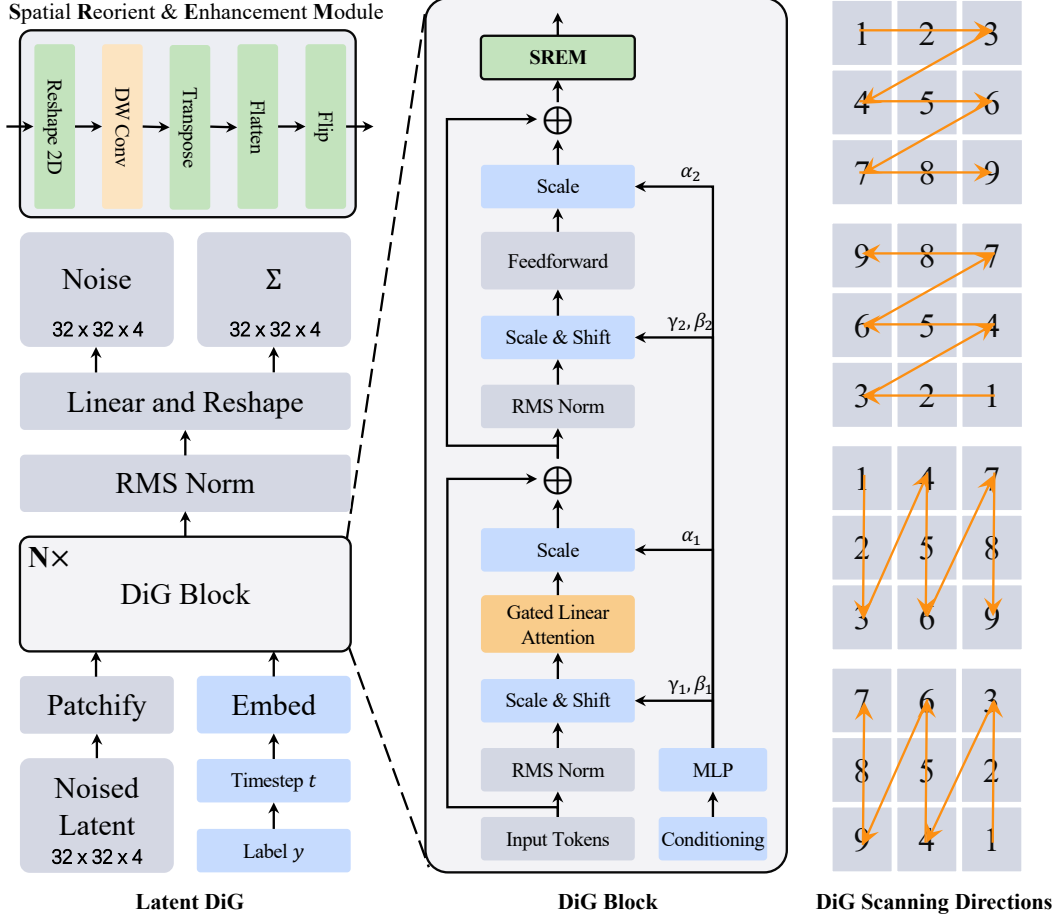 Spatial Reorient & Enhancement Module
Reshape 2D
DW Conv
Transpose
Flatten
Flip
Noise
32 x 32 x 4
Σ
32 x 32 x 4
Linear and Reshape
RMS Norm
N×
DiG Block
Patchify
Embed
Noised
Latent
32 x 32 x 4
Timestep t
Label y
Latent DiG
SREM
Scale
α₂
Feedforward
Scale & Shift
γ₂, β₂
RMS Norm
Scale
α₁
Gated Linear
Attention
Scale & Shift
γ₁, β₁
RMS Norm
MLP
Input Tokens
Conditioning
DiG Block
1 2 3
4 5 6
7 8 9
9 8 7
6 5 4
3 2 1
1 4 7
2 5 8
3 6 9
7 6 3
8 5 2
9 4 1
DiG Scanning Directions